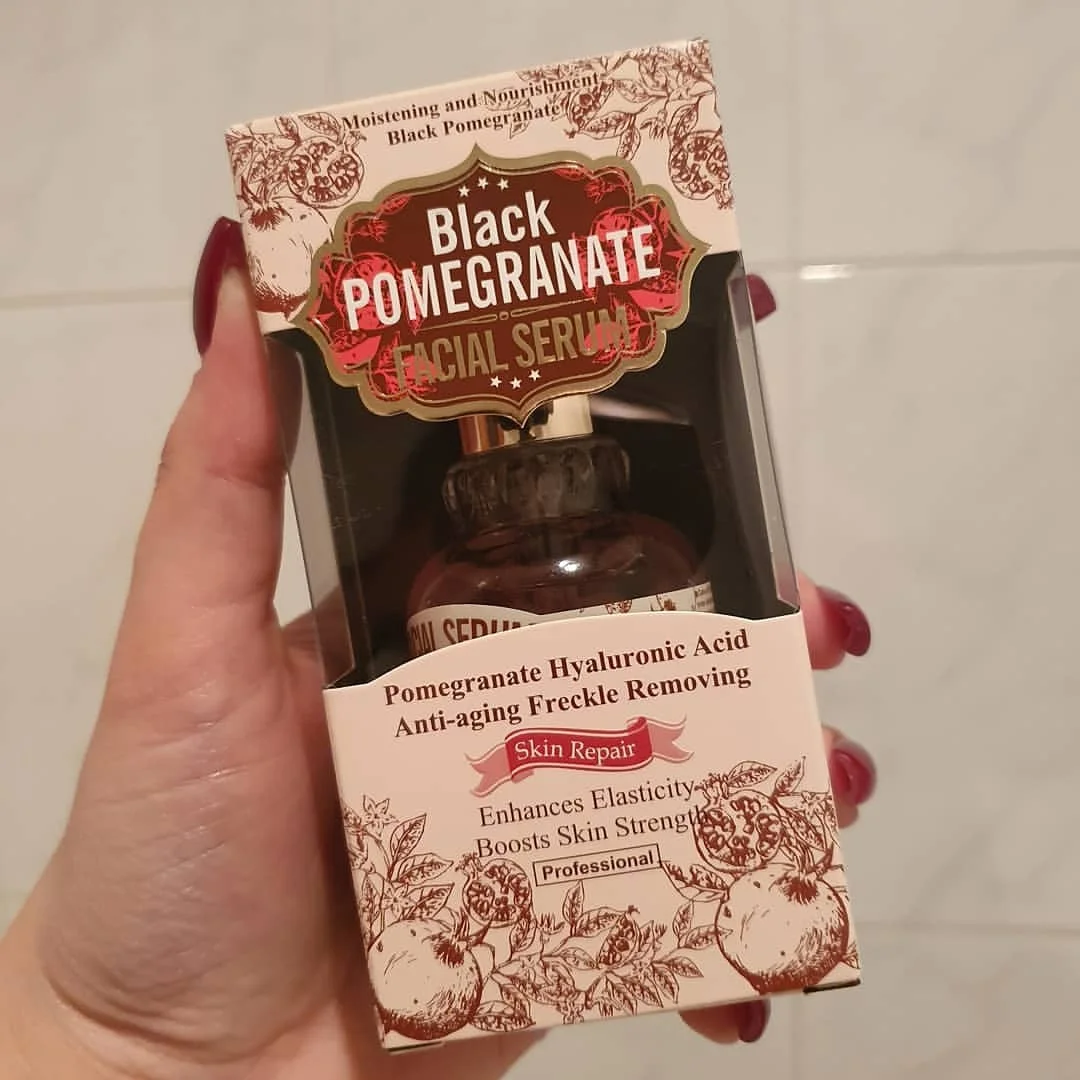 Moistening and Nourishment
Black Pomegranate
Black
POMEGRANATE
FACIAL SERUM
Pomegranate Hyaluronic Acid
Anti-aging Freckle Removing
Skin Repair
Enhances Elasticity
Boosts Skin Strength
Professional